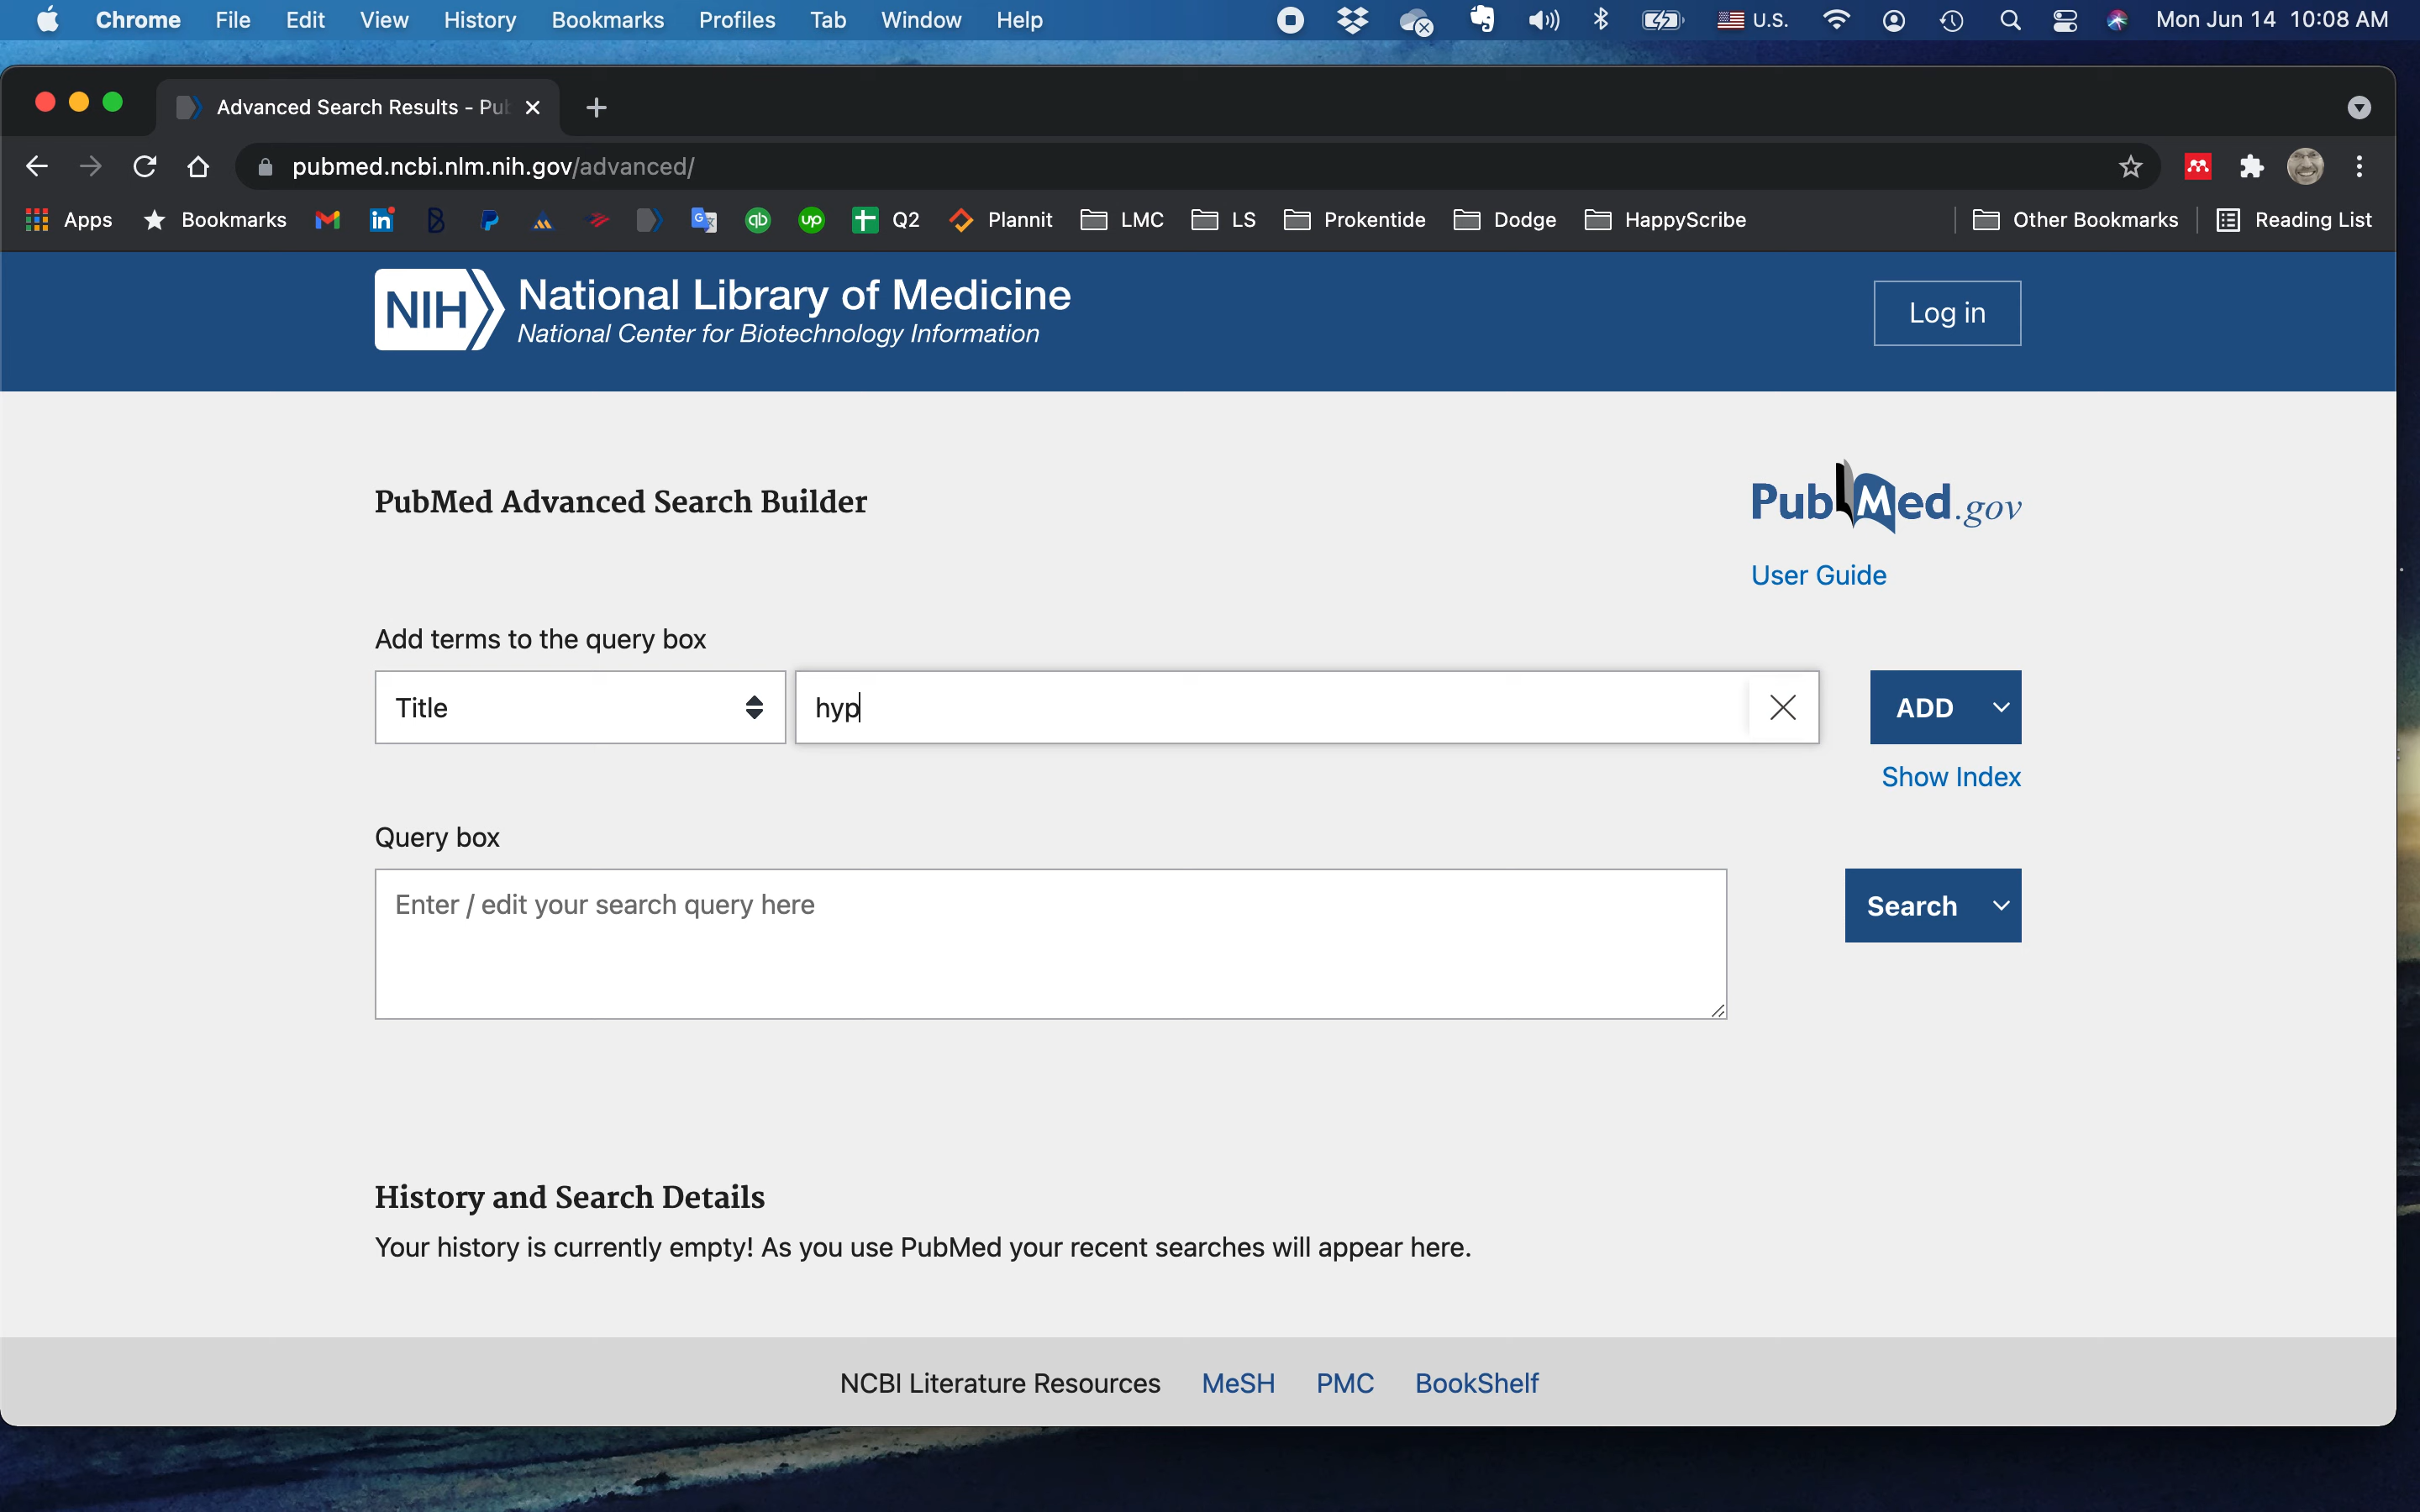 Chrome File Edit View History Bookmarks Profiles Tab Window Help U.S. Mon Jun 14 10:08 AM
Advanced Search Results - Pub
pubmed.ncbi.nlm.nih.gov/advanced/
Apps Bookmarks in qb up Q2 Plannit LMC LS Prokentide Dodge HappyScribe Other Bookmarks Reading List
NIH National Library of Medicine
National Center for Biotechnology Information
Log in
PubMed Advanced Search Builder
PubMed.gov
User Guide
Add terms to the query box
Title hyp ADD
Show Index
Query box
Enter / edit your search query here
Search
History and Search Details
Your history is currently empty! As you use PubMed your recent searches will appear here.
NCBI Literature Resources MeSH PMC BookShelf